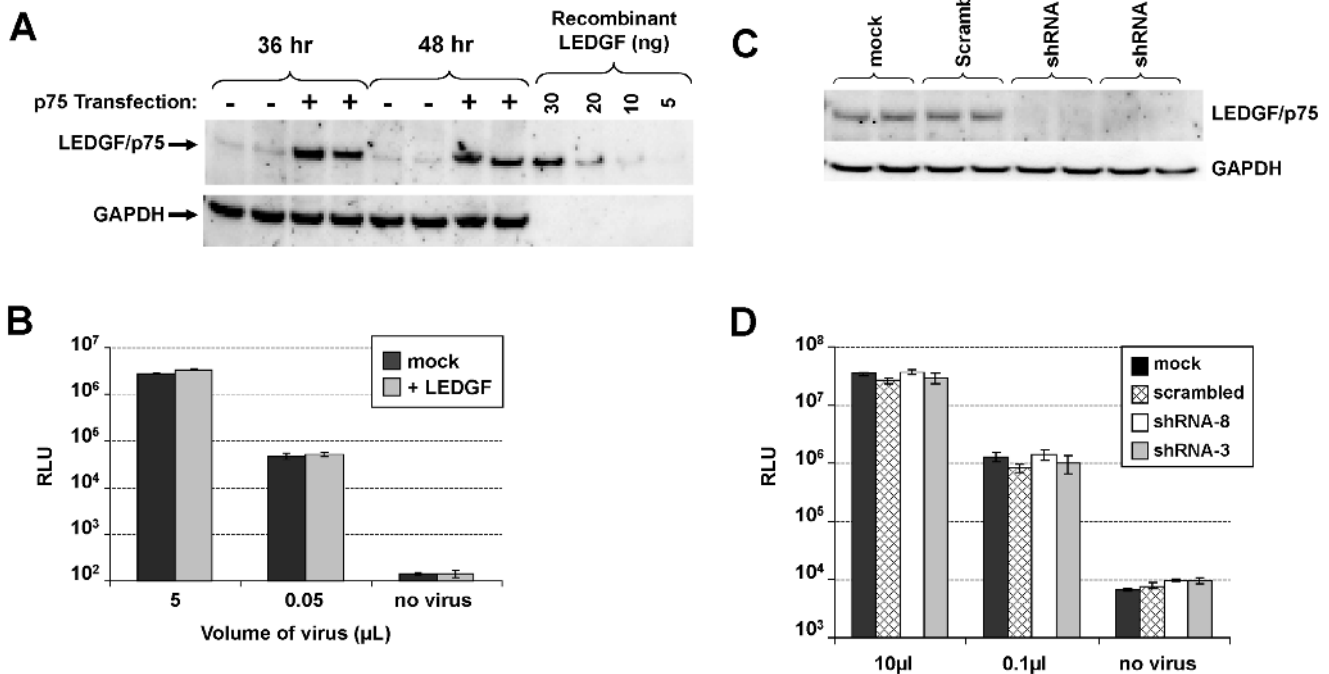 A
36 hr
48 hr
Recombinant
LEDGF (ng)
p75 Transfection:
- - + + - - + + 30 20 10 5
LEDGF/p75
GAPDH
B
10⁷
10⁶
10⁶
10⁴
10³
10²
RLU
mock
+ LEDGF
5 0.05 no virus
Volume of virus (µL)
C
mock
shRNA
shRNA
LEDGF/p75
GAPDH
D
10⁸
10⁷
10⁶
10⁵
10⁴
10³
RLU
mock
scrambled
shRNA-8
shRNA-3
10µl 0.1µl no virus